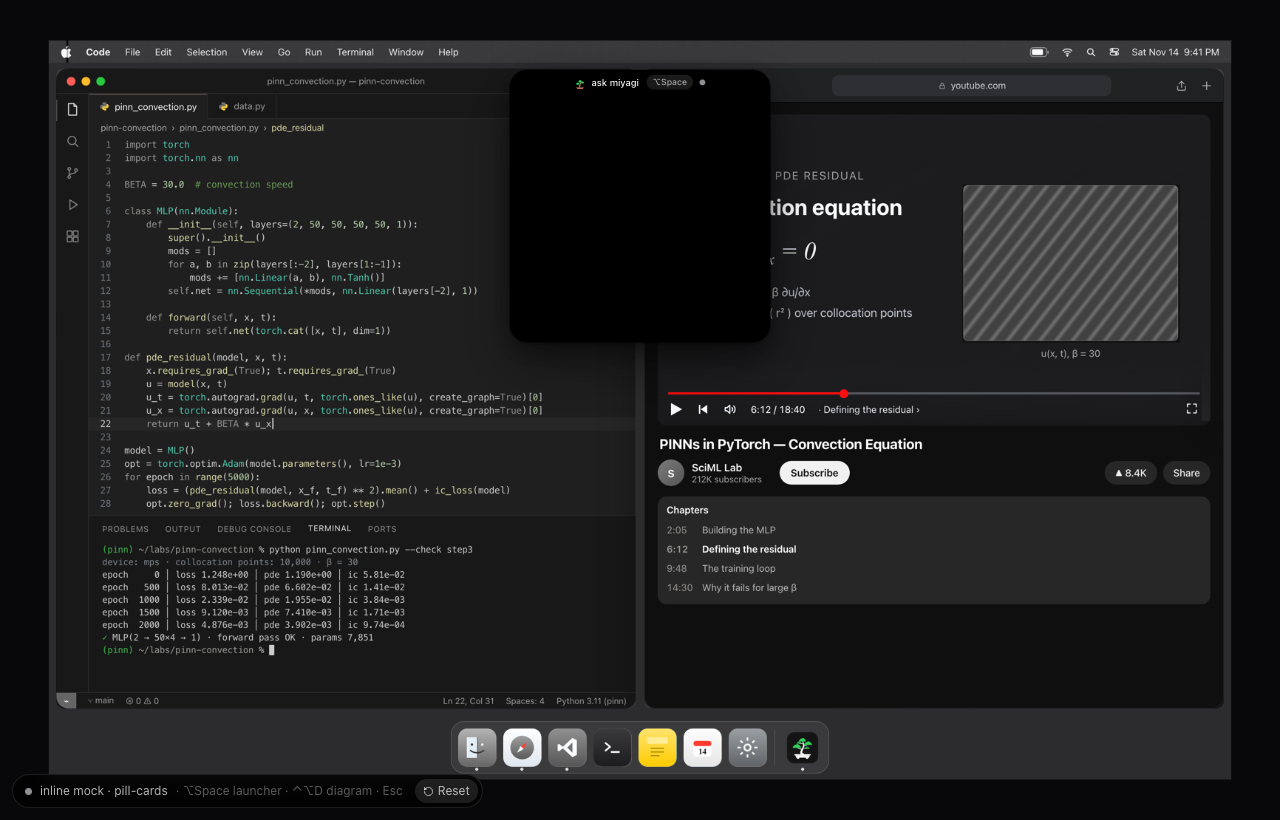 Code File Edit Selection View Go Run Terminal Window Help
Sat Nov 14 9:41 PM
pinn_convection.py — pinn-convection
ask miyagi ⌥Space
youtube.com
pinn_convection.py data.py
pinn-convection › pinn_convection.py › pde_residual
1 import torch
2 import torch.nn as nn
3
4 BETA = 30.0 # convection speed
5
6 class MLP(nn.Module):
7 def __init__(self, layers=(2, 50, 50, 50, 50, 1)):
8 super().__init__()
9 mods = []
10 for a, b in zip(layers[:-2], layers[1:-1]):
11 mods += [nn.Linear(a, b), nn.Tanh()]
12 self.net = nn.Sequential(*mods, nn.Linear(layers[-2], 1))
13
14 def forward(self, x, t):
15 return self.net(torch.cat([x, t], dim=1))
16
17 def pde_residual(model, x, t):
18 x.requires_grad_(True); t.requires_grad_(True)
19 u = model(x, t)
20 u_t = torch.autograd.grad(u, t, torch.ones_like(u), create_graph=True)[0]
21 u_x = torch.autograd.grad(u, x, torch.ones_like(u), create_graph=True)[0]
22 return u_t + BETA * u_x
23
24 model = MLP()
25 opt = torch.optim.Adam(model.parameters(), lr=1e-3)
26 for epoch in range(5000):
27 loss = (pde_residual(model, x_f, t_f) ** 2).mean() + ic_loss(model)
28 opt.zero_grad(); loss.backward(); opt.step()
PROBLEMS OUTPUT DEBUG CONSOLE TERMINAL PORTS
(pinn) ~/labs/pinn-convection % python pinn_convection.py --check step3
device: mps · collocation points: 10,000 · β = 30
epoch 0 | loss 1.248e+00 | pde 1.190e+00 | ic 5.81e-02
epoch 500 | loss 8.013e-02 | pde 6.602e-02 | ic 1.41e-02
epoch 1000 | loss 2.339e-02 | pde 1.955e-02 | ic 3.84e-03
epoch 1500 | loss 9.120e-03 | pde 7.410e-03 | ic 1.71e-03
epoch 2000 | loss 4.876e-03 | pde 3.902e-03 | ic 9.74e-04
✓ MLP(2 → 50×4 → 1) · forward pass OK · params 7,851
(pinn) ~/labs/pinn-convection %
main 0 0 Ln 22, Col 31 Spaces: 4 Python 3.11 (pinn)
PDE RESIDUAL
tion equation
x = 0
β ∂u/∂x
( r² ) over collocation points
u(x, t), β = 30
6:12 / 18:40 · Defining the residual ›
PINNs in PyTorch — Convection Equation
S
SciML Lab
212K subscribers
Subscribe
▲ 8.4K
Share
Chapters
2:05 Building the MLP
6:12 Defining the residual
9:48 The training loop
14:30 Why it fails for large β
14
inline mock · pill-cards · ⌥Space launcher · ⌃⌥D diagram · Esc Reset